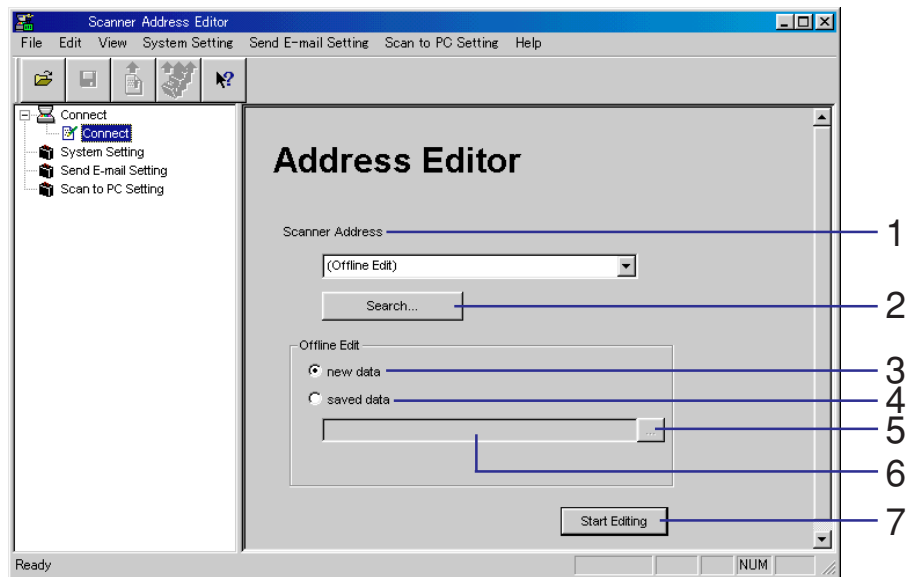 Scanner Address Editor
File Edit View System Setting Send E-mail Setting Scan to PC Setting Help
Connect
Connect
System Setting
Send E-mail Setting
Scan to PC Setting
Address Editor
Scanner Address 1
(Offline Edit)
Search... 2
Offline Edit
new data 3
saved data 4
... 5
6
Start Editing 7
Ready NUM